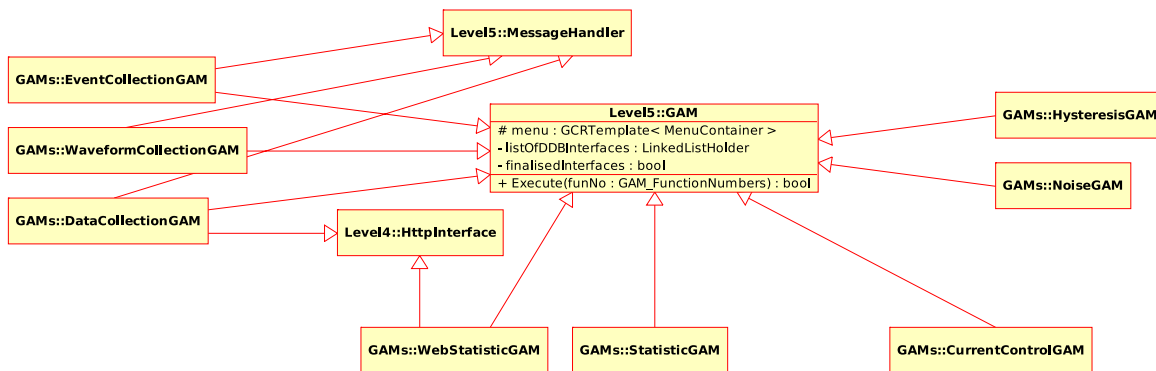 Level5::MessageHandler
GAMs::EventCollectionGAM
Level5::GAM
# menu : GCRTemplate< MenuContainer >
- listOfDDBInterfaces : LinkedListHolder
- finalisedInterfaces : bool
+ Execute(funNo : GAM_FunctionNumbers) : bool
GAMs::HysteresisGAM
GAMs::WaveformCollectionGAM
GAMs::NoiseGAM
GAMs::DataCollectionGAM
Level4::HttpInterface
GAMs::WebStatisticGAM
GAMs::StatisticGAM
GAMs::CurrentControlGAM